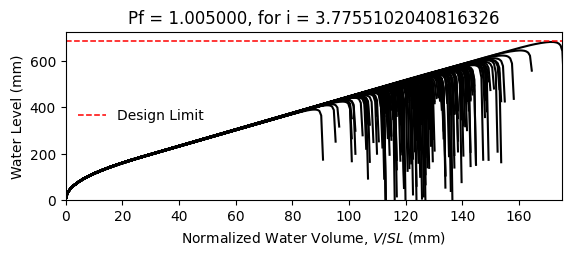 Pf = 1.005000, for i = 3.7755102040816326
Water Level (mm)
600
400
200
0
Design Limit
0 20 40 60 80 100 120 140 160
Normalized Water Volume, V/SL (mm)